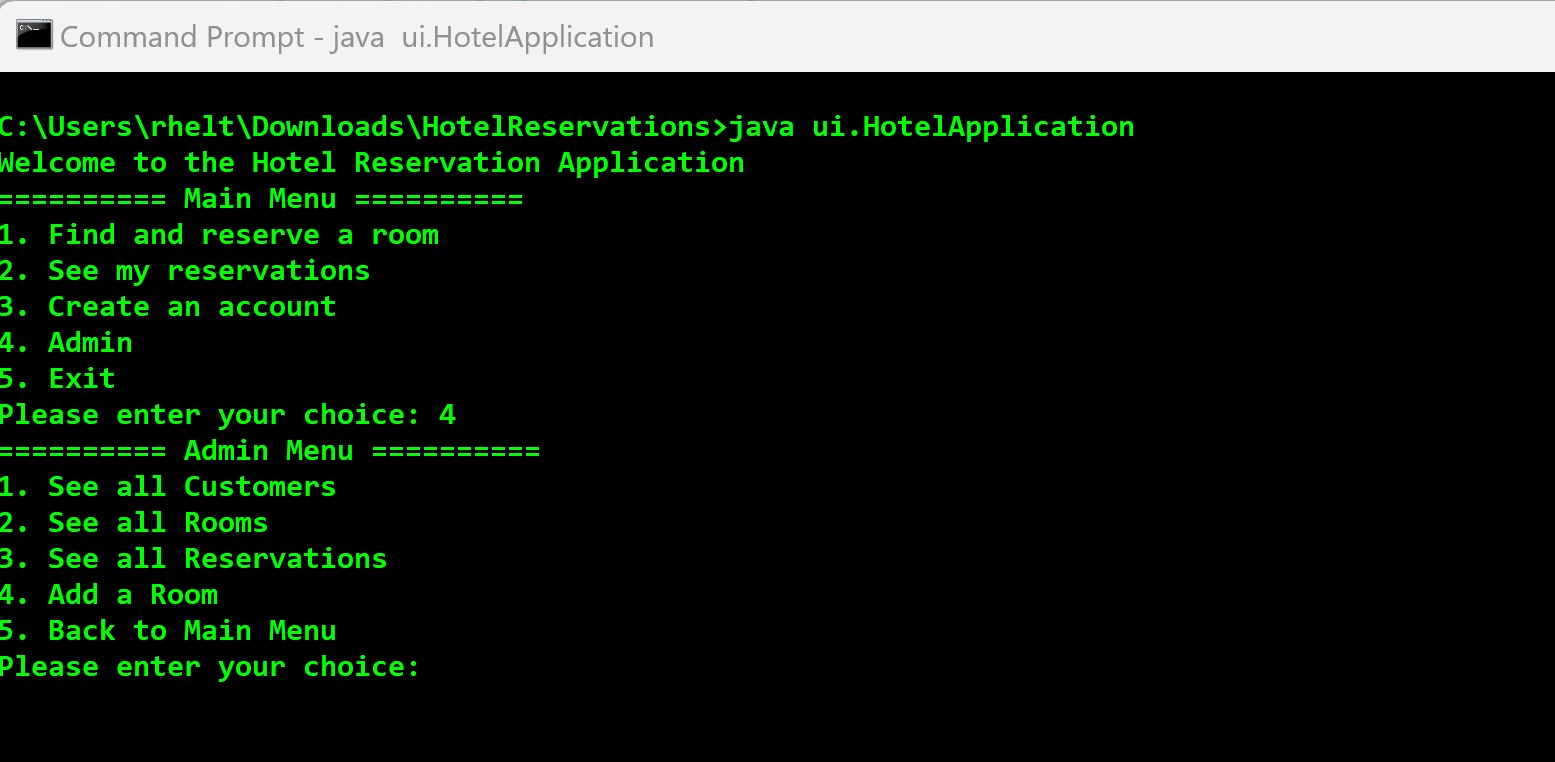 Command Prompt - java  ui.HotelApplication
C:\Users\rhelt\Downloads\HotelReservations>java ui.HotelApplication
Welcome to the Hotel Reservation Application
========== Main Menu ==========
1. Find and reserve a room
2. See my reservations
3. Create an account
4. Admin
5. Exit
Please enter your choice: 4
========== Admin Menu ==========
1. See all Customers
2. See all Rooms
3. See all Reservations
4. Add a Room
5. Back to Main Menu
Please enter your choice: